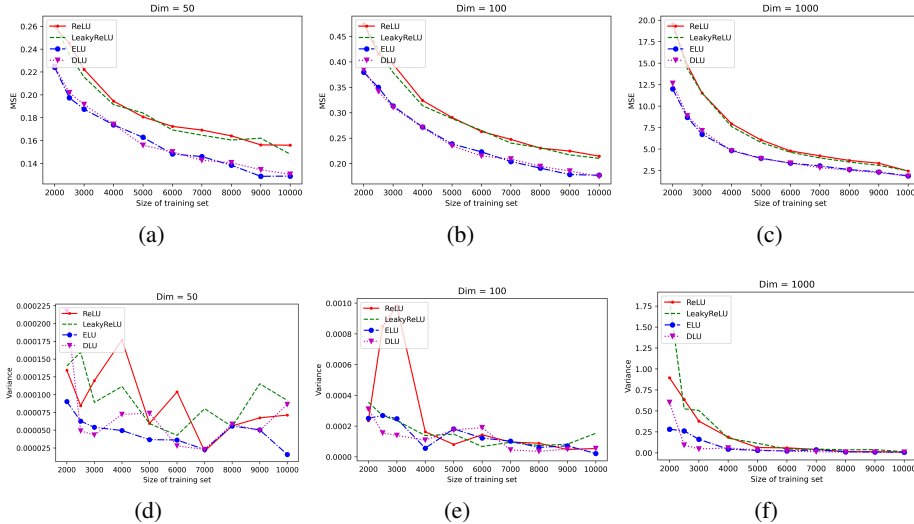 Dim = 50
0.26
0.24
0.22
0.20
0.18
0.16
0.14
MSE
ReLU
LeakyReLU
ELU
DLU
2000 3000 4000 5000 6000 7000 8000 9000 10000
Size of training set
(a)
Dim = 100
0.45
0.40
0.35
0.30
0.25
0.20
MSE
ReLU
LeakyReLU
ELU
DLU
2000 3000 4000 5000 6000 7000 8000 9000 10000
Size of training set
(b)
Dim = 1000
20.0
17.5
15.0
12.5
10.0
7.5
5.0
2.5
MSE
ReLU
LeakyReLU
ELU
DLU
2000 3000 4000 5000 6000 7000 8000 9000 10000
Size of training set
(c)
Dim = 50
0.000225
0.000200
0.000175
0.000150
0.000125
0.000100
0.000075
0.000050
0.000025
Variance
ReLU
LeakyReLU
ELU
DLU
2000 3000 4000 5000 6000 7000 8000 9000 10000
Size of training set
(d)
Dim = 100
0.0010
0.0008
0.0006
0.0004
0.0002
0.0000
Variance
ReLU
LeakyReLU
ELU
DLU
2000 3000 4000 5000 6000 7000 8000 9000 10000
Size of training set
(e)
Dim = 1000
1.75
1.50
1.25
1.00
0.75
0.50
0.25
0.00
Variance
ReLU
LeakyReLU
ELU
DLU
2000 3000 4000 5000 6000 7000 8000 9000 10000
Size of training set
(f)